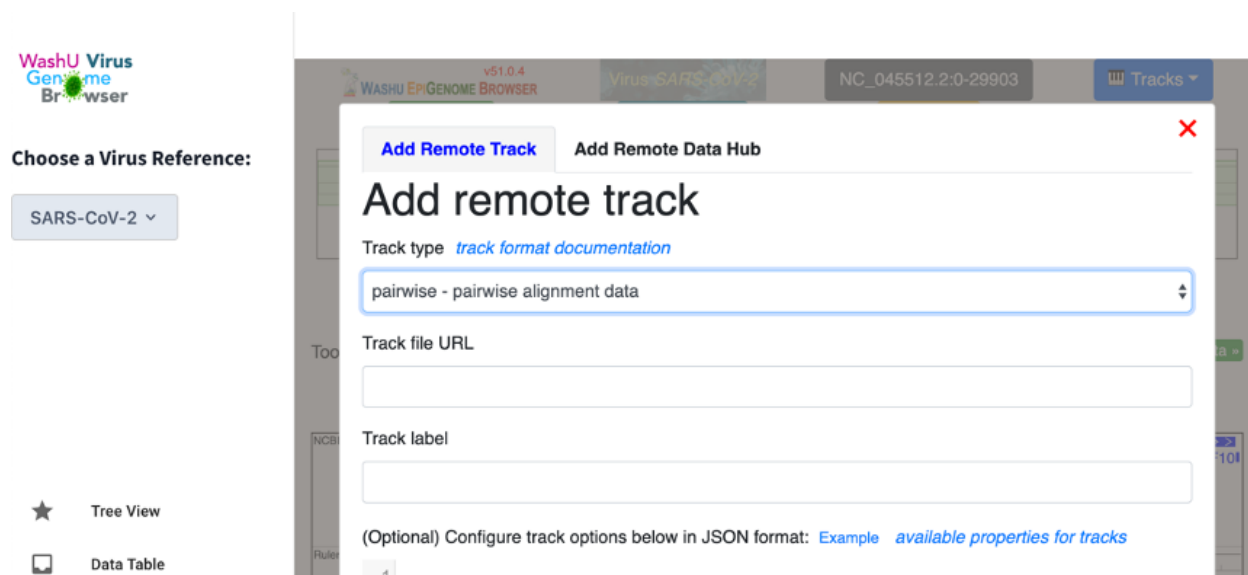 WashU Virus
Genome
Browser
Choose a Virus Reference:
SARS-CoV-2
Tree View
Data Table
v51.0.4
WASHU EPIGENOME BROWSER
Virus SARS-CoV-2
NC_045512.2:0-29903
Tracks
Add Remote Track
Add Remote Data Hub
Add remote track
Track type track format documentation
pairwise - pairwise alignment data
Track file URL
Track label
(Optional) Configure track options below in JSON format: Example available properties for tracks
Too
NCBI
Ruler